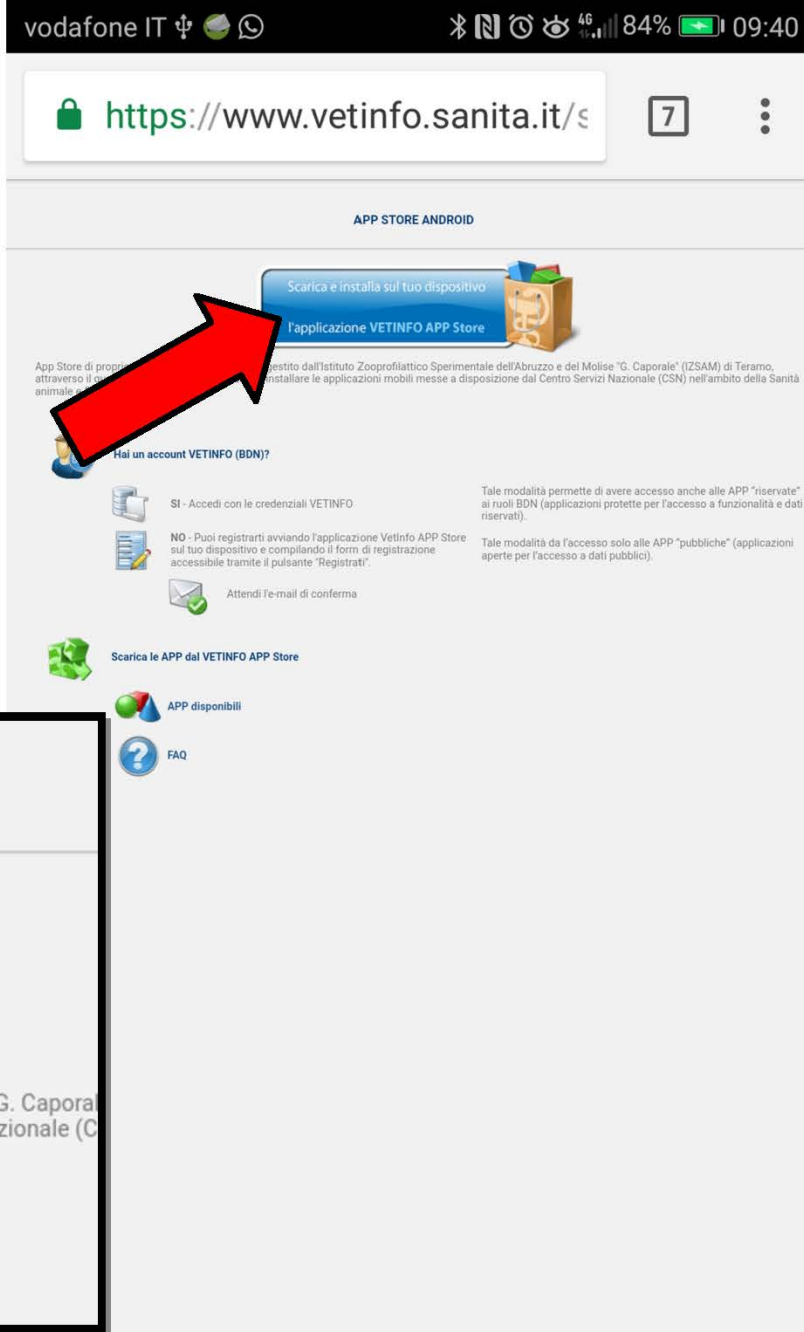 vodafone IT 4G 84% 09:40
https://www.vetinfo.sanita.it/s 7
APP STORE ANDROID
Scarica e installa sul tuo dispositivo
l'applicazione VETINFO APP Store
App Store di gestito dall'Istituto Zooprofilattico Sperimentale dell'Abruzzo e del Molise "G. Caporale" (IZSAM) di Teramo,
attraverso il installare le applicazioni mobili messe a disposizione dal Centro Servizi Nazionale (CSN) nell'ambito della Sanità
animale
Hai un account VETINFO (BDN)?
SI - Accedi con le credenziali VETINFO
Tale modalità permette di avere accesso anche alle APP "riservate"
ai ruoli BDN (applicazioni protette per l'accesso a funzionalità e dati
riservati).
NO - Puoi registrarti avviando l'applicazione VetInfo APP Store
sul tuo dispositivo e compilando il form di registrazione
accessibile tramite il pulsante "Registrati".
Tale modalità da l'accesso solo alle APP "pubbliche" (applicazioni
aperte per l'accesso a dati pubblici).
Attendi l'e-mail di conferma
Scarica le APP dal VETINFO APP Store
APP disponibili
FAQ
G. Caporal
zionale (C